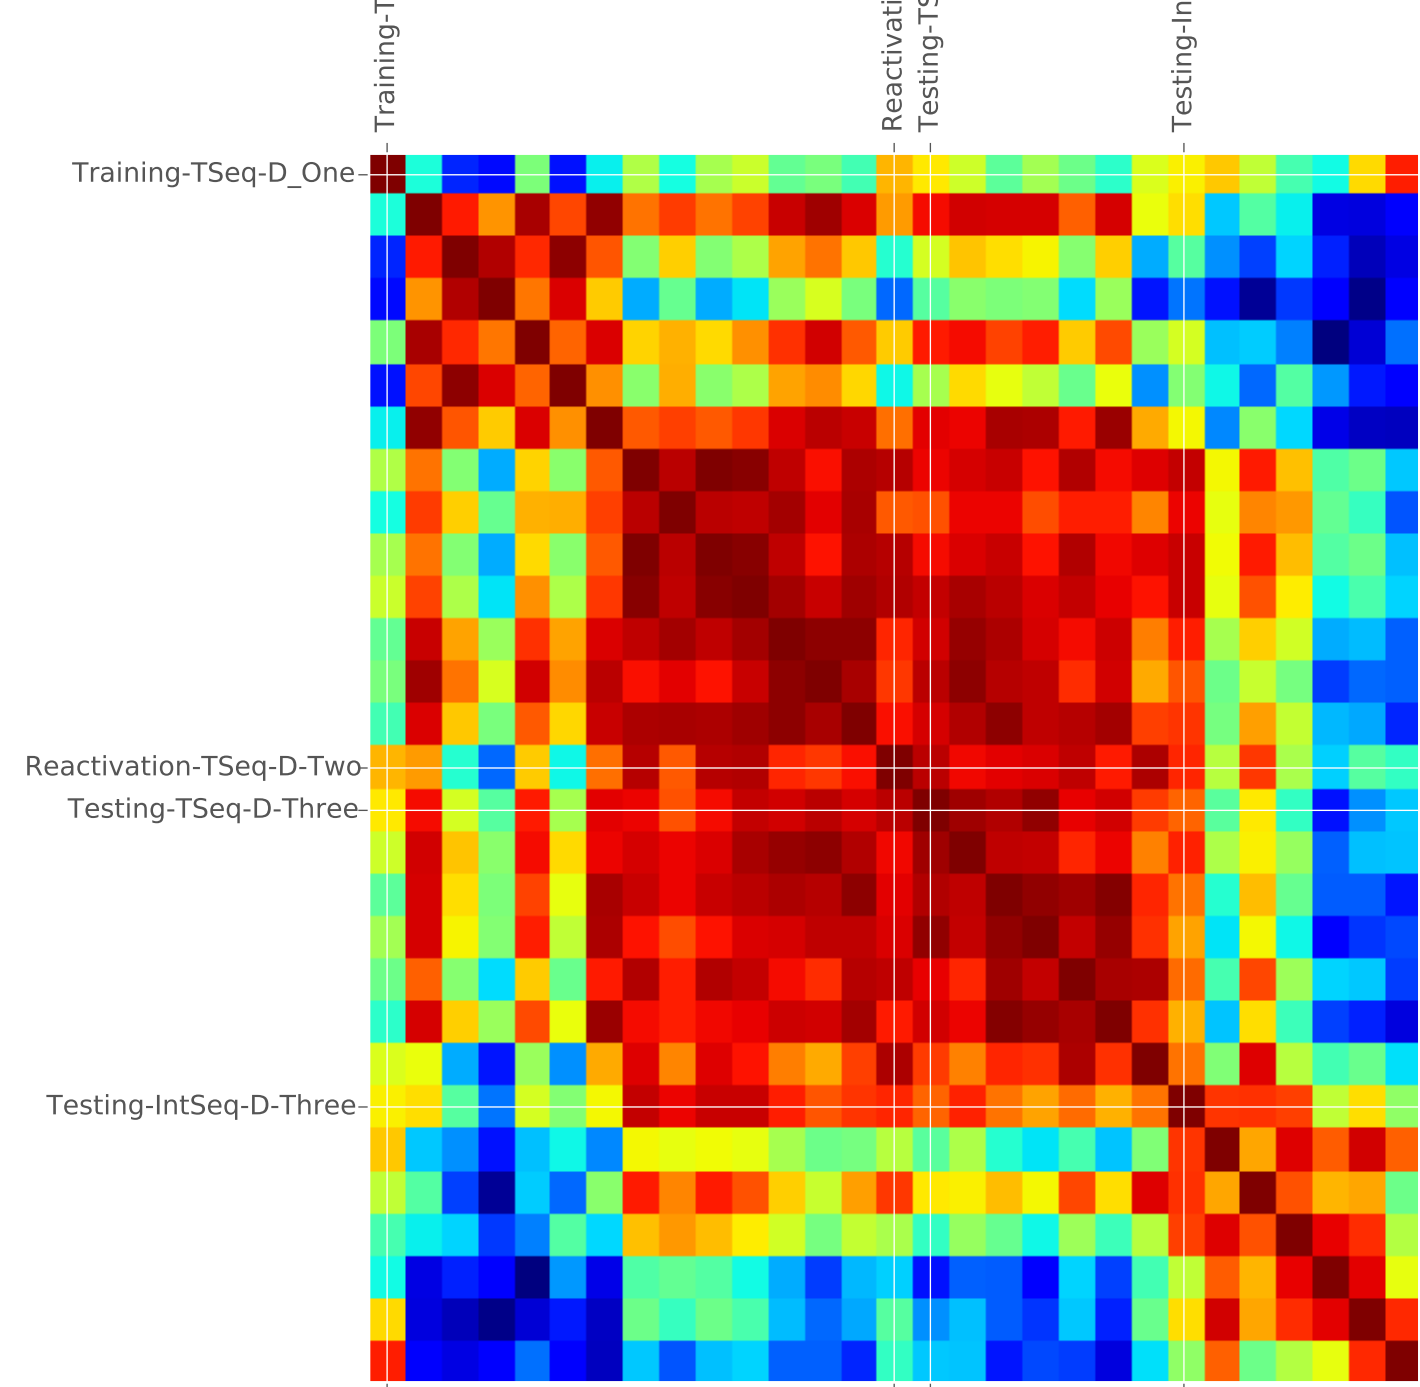 Training-T
Reactivati
Testing-TS
Testing-In
Training-TSeq-D_One
Reactivation-TSeq-D-Two
Testing-TSeq-D-Three
Testing-IntSeq-D-Three